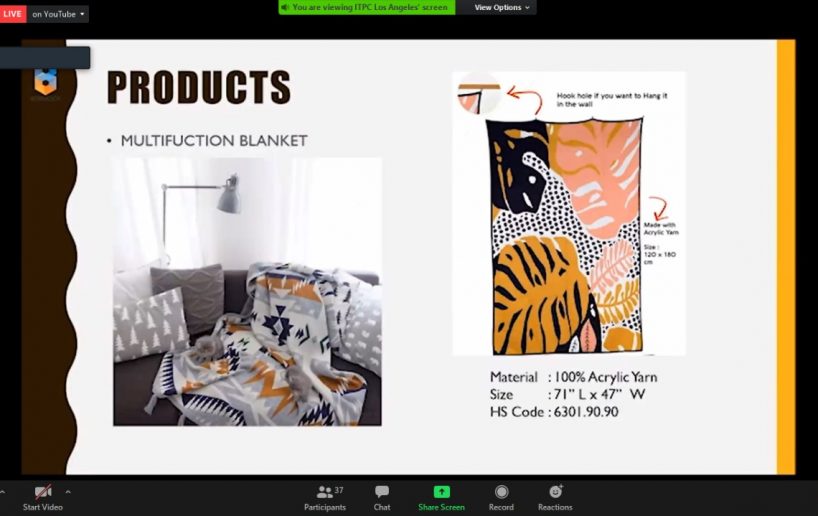 LIVE on YouTube
You are viewing ITPC Los Angeles' screen
View Options
PRODUCTS
• MULTIFUCTION BLANKET
Hook hole if you want to Hang it
in the wall
Made with
Acrylic Yarn
Size :
120 x 180
cm
Material : 100% Acrylic Yarn
Size : 71” L x 47” W
HS Code : 6301.90.90
Start Video
Participants
37
Chat
Share Screen
Record
Reactions